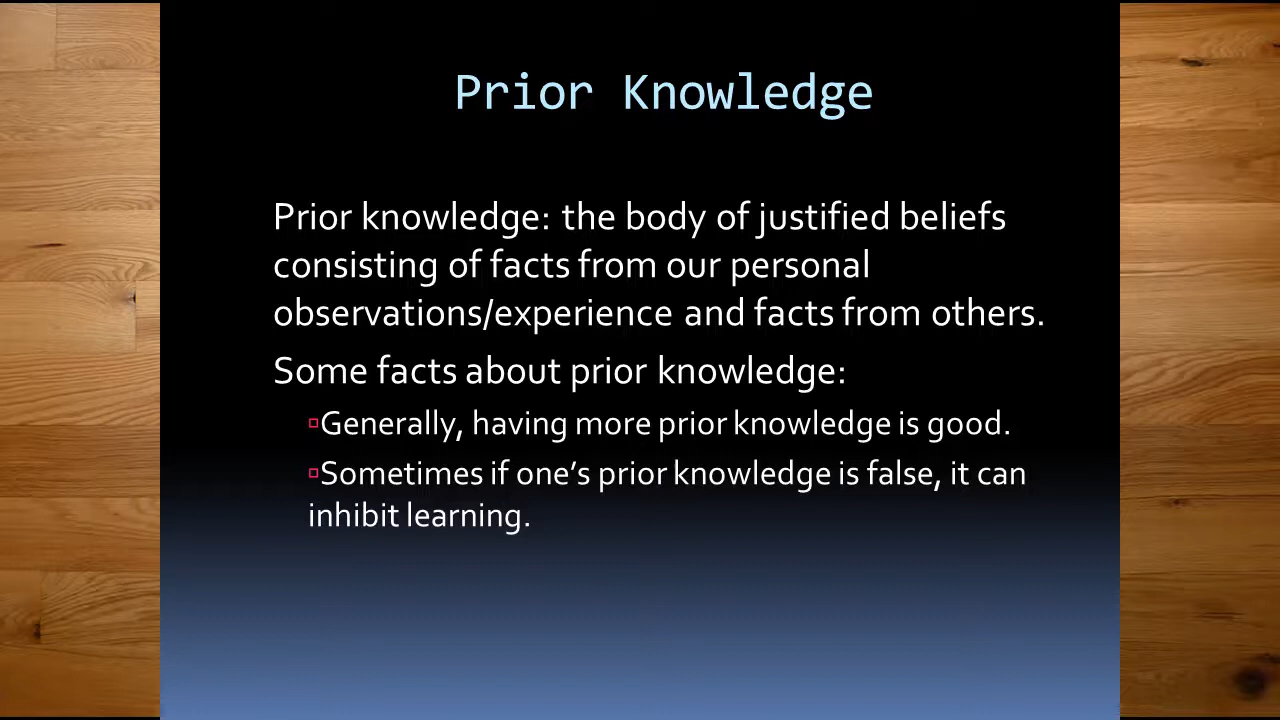 Prior Knowledge
Prior knowledge: the body of justified beliefs
consisting of facts from our personal
observations/experience and facts from others.
Some facts about prior knowledge:
▫Generally, having more prior knowledge is good.
▫Sometimes if one’s prior knowledge is false, it can
inhibit learning.